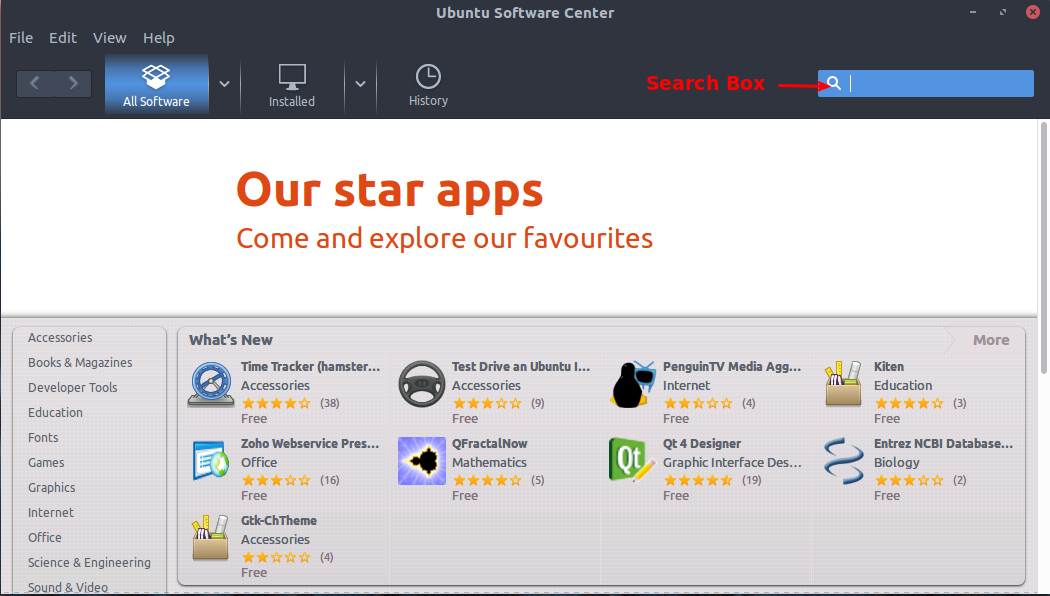 Ubuntu Software Center
File Edit View Help
All Software
Installed
History
Search Box
Our star apps
Come and explore our favourites
Accessories
Books & Magazines
Developer Tools
Education
Fonts
Games
Graphics
Internet
Office
Science & Engineering
Sound & Video
What's New
More
Time Tracker (hamster...
Accessories
(38)
Free
Test Drive an Ubuntu I...
Accessories
(9)
Free
PenguinTV Media Agg...
Internet
(4)
Free
Kiten
Education
(3)
Free
Zoho Webservice Pres...
Office
(16)
Free
QFractalNow
Mathematics
(5)
Free
Qt
Qt 4 Designer
Graphic Interface Des...
(19)
Free
Entrez NCBI Database...
Biology
(2)
Free
Gtk-ChTheme
Accessories
(4)
Free